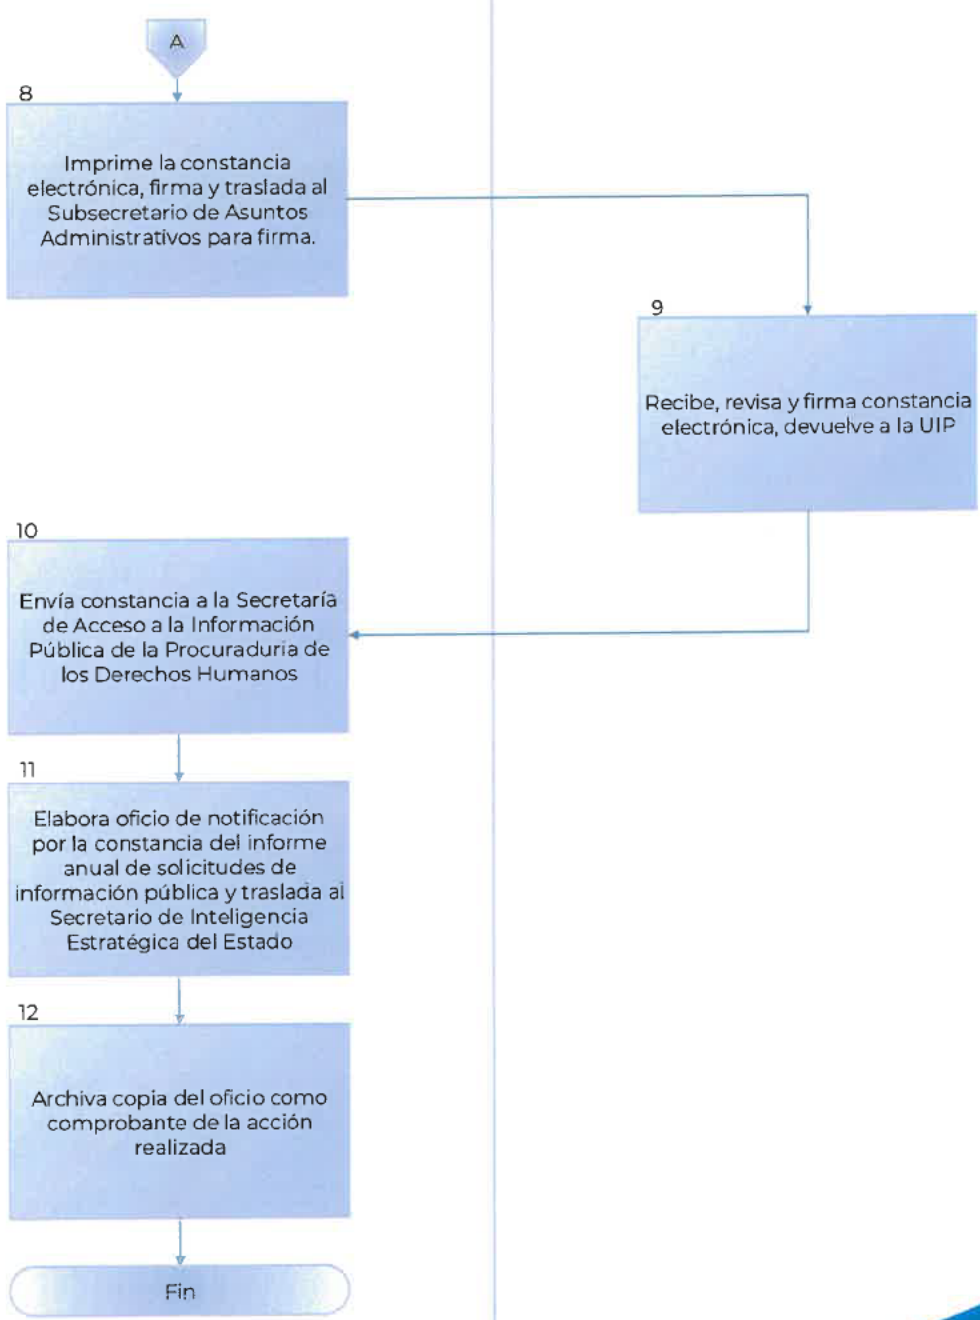 A
8
Imprime la constancia
electrónica, firma y traslada al
Subsecretario de Asuntos
Administrativos para firma.
9
Recibe, revisa y firma constancia
electrónica, devuelve a la UIP
10
Envía constancia a la Secretaría
de Acceso a la Información
Pública de la Procuraduria de
los Derechos Humanos
11
Elabora oficio de notificación
por la constancia del informe
anual de solicitudes de
información pública y traslada al
Secretario de Inteligencia
Estratégica del Estado
12
Archiva copia del oficio como
comprobante de la acción
realizada
Fin